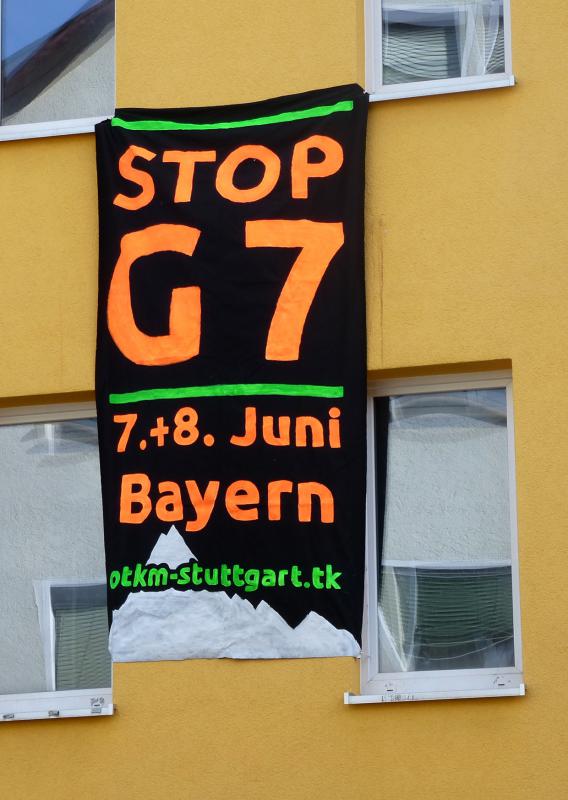 STOP
G7
7.+8. Juni
Bayern
otkm-stuttgart.tk